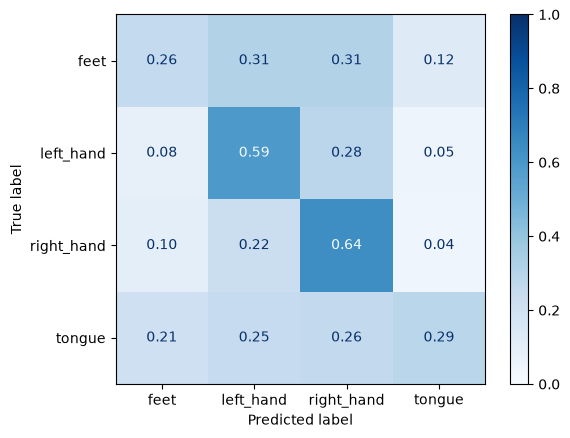 1.0
feet 0.26 0.31 0.31 0.12
0.8
left_hand 0.08 0.59 0.28 0.05
0.6
True label
0.4
right_hand 0.10 0.22 0.64 0.04
0.2
tongue 0.21 0.25 0.26 0.29
0.0
feet left_hand right_hand tongue
Predicted label